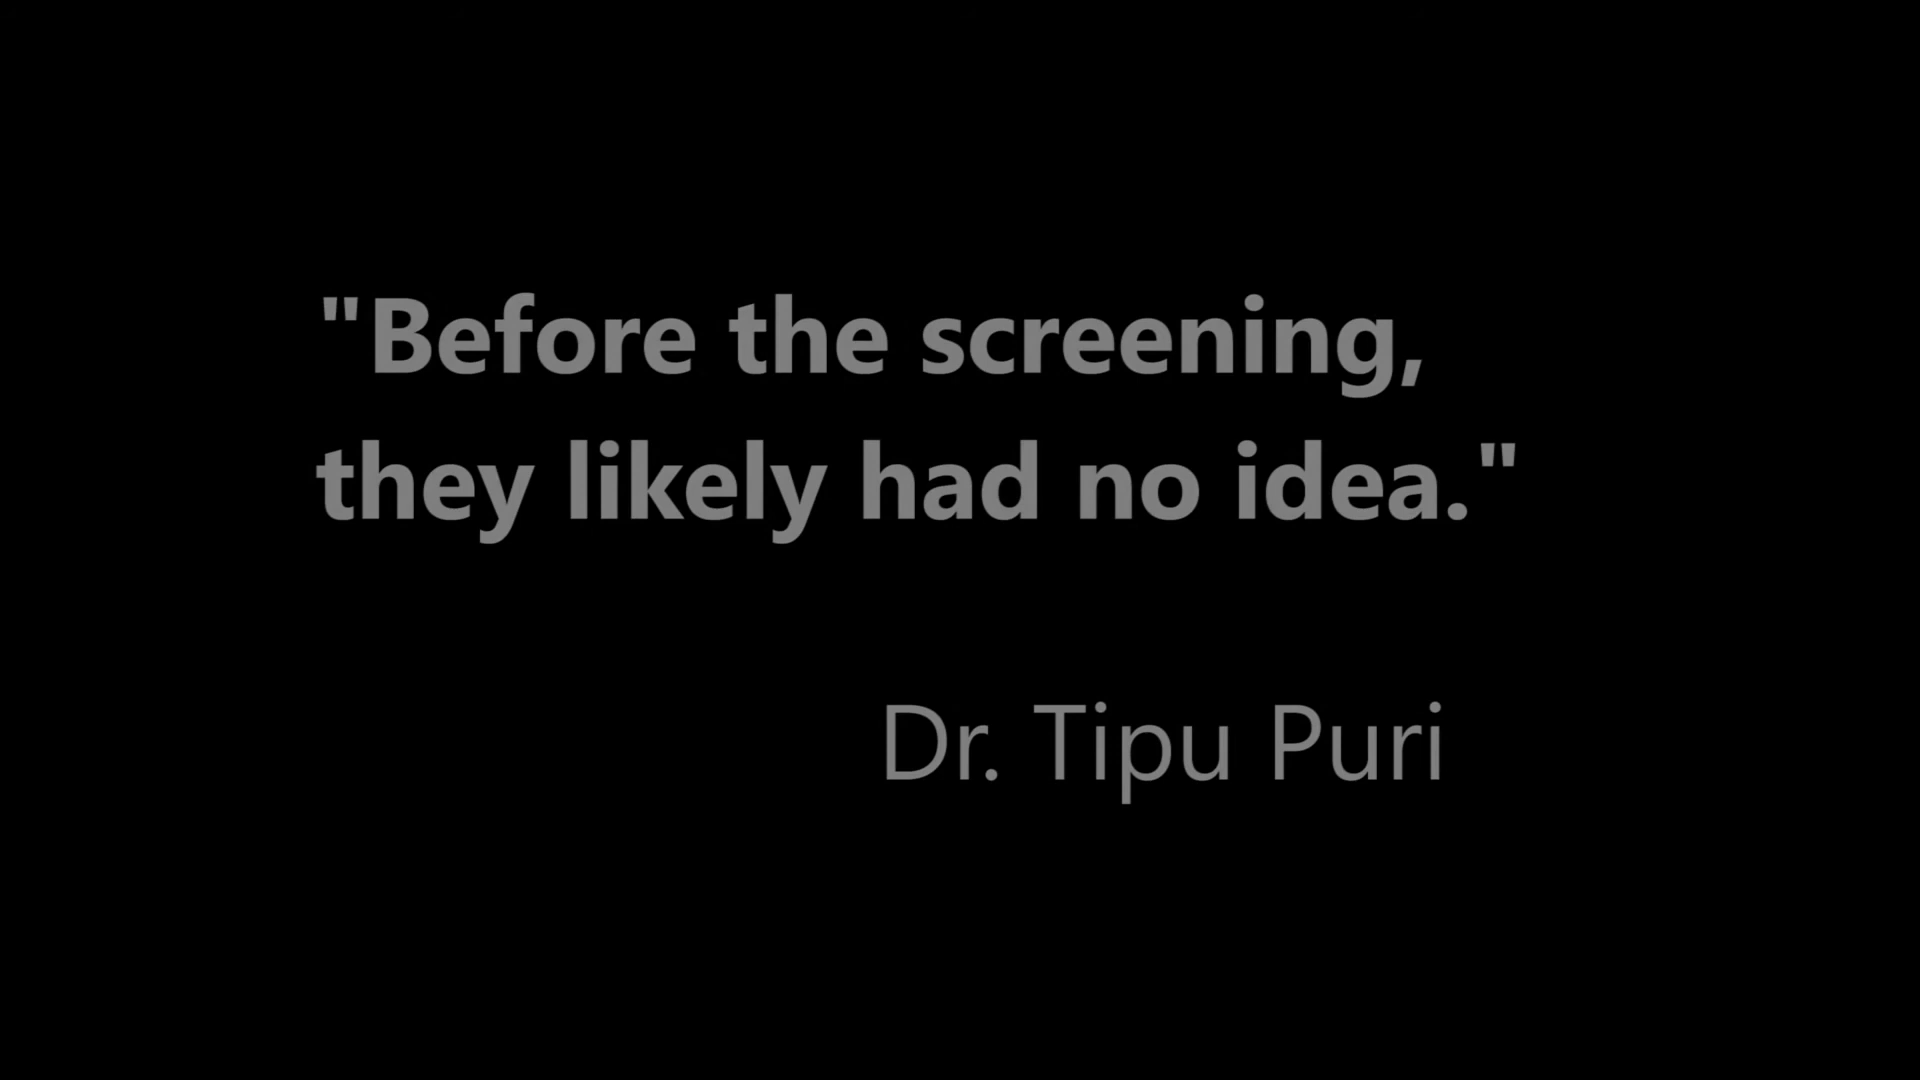 "Before the screening,
they likely had no idea."
Dr. Tipu Puri